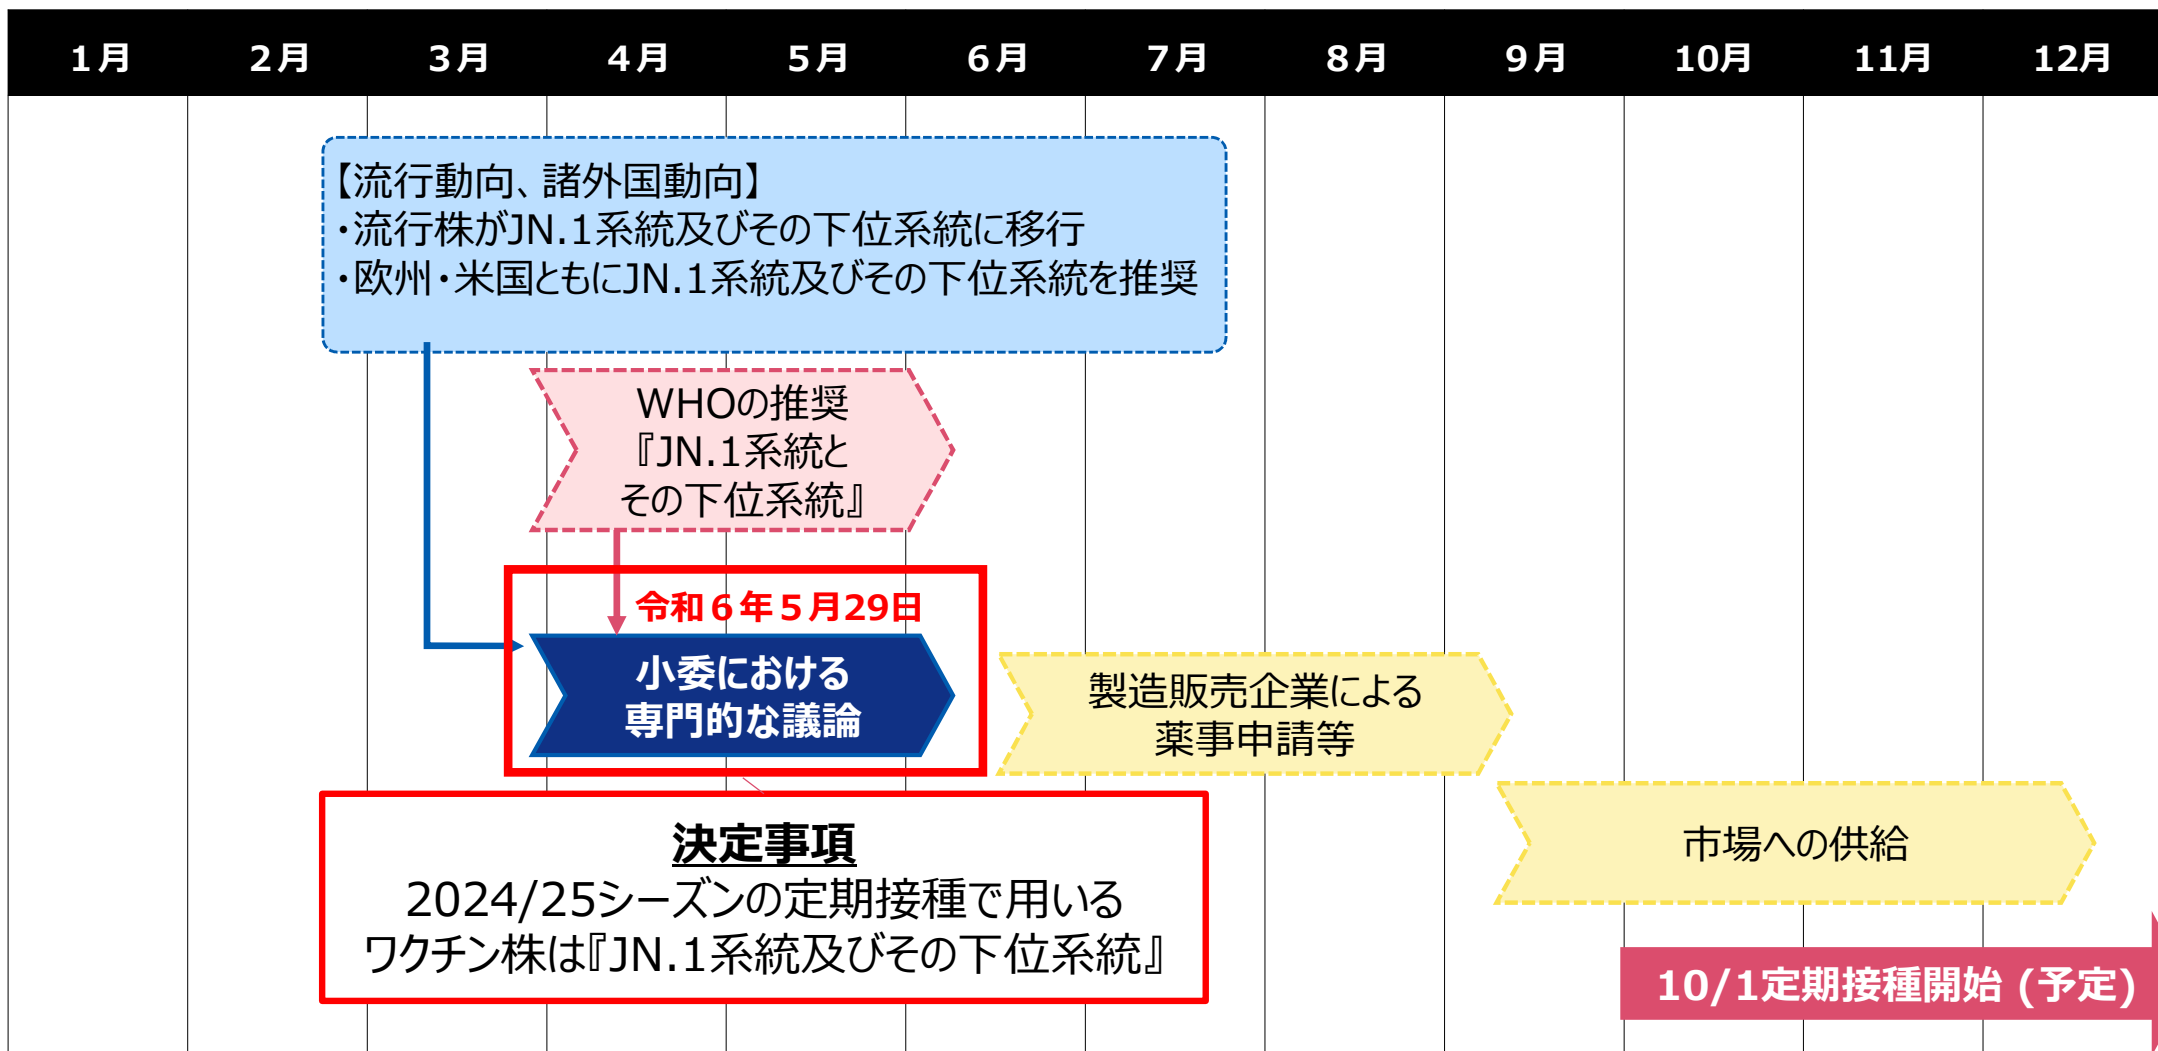 1月 2月 3月 4月 5月 6月 7月 8月 9月 10月 11月 12月
【流行動向、諸外国動向】
・流行株がJN.1系統及びその下位系統に移行
・欧州・米国ともにJN.1系統及びその下位系統を推奨
WHOの推奨
『JN.1系統と
その下位系統』
令和６年５月29日
小委における
専門的な議論
製造販売企業による
薬事申請等
市場への供給
決定事項
2024/25シーズンの定期接種で用いる
ワクチン株は『JN.1系統及びその下位系統』
10/1定期接種開始 (予定)